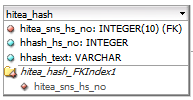 hitea_hash
hitea_sns_hs_no: INTEGER(10) (FK)
hhash_hs_no: INTEGER
hhash_text: VARCHAR
hitea_hash_FKIndex1
hitea_sns_hs_no